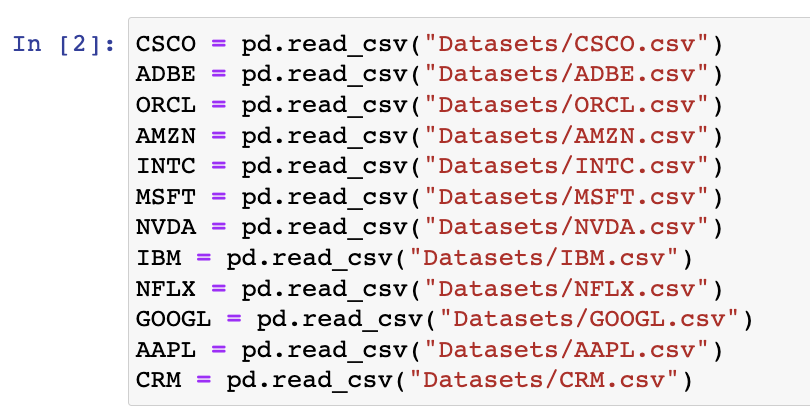 In [2]: CSCO = pd.read_csv("Datasets/CSCO.csv")
ADBE = pd.read_csv("Datasets/ADBE.csv")
ORCL = pd.read_csv("Datasets/ORCL.csv")
AMZN = pd.read_csv("Datasets/AMZN.csv")
INTC = pd.read_csv("Datasets/INTC.csv")
MSFT = pd.read_csv("Datasets/MSFT.csv")
NVDA = pd.read_csv("Datasets/NVDA.csv")
IBM = pd.read_csv("Datasets/IBM.csv")
NFLX = pd.read_csv("Datasets/NFLX.csv")
GOOGL = pd.read_csv("Datasets/GOOGL.csv")
AAPL = pd.read_csv("Datasets/AAPL.csv")
CRM = pd.read_csv("Datasets/CRM.csv")